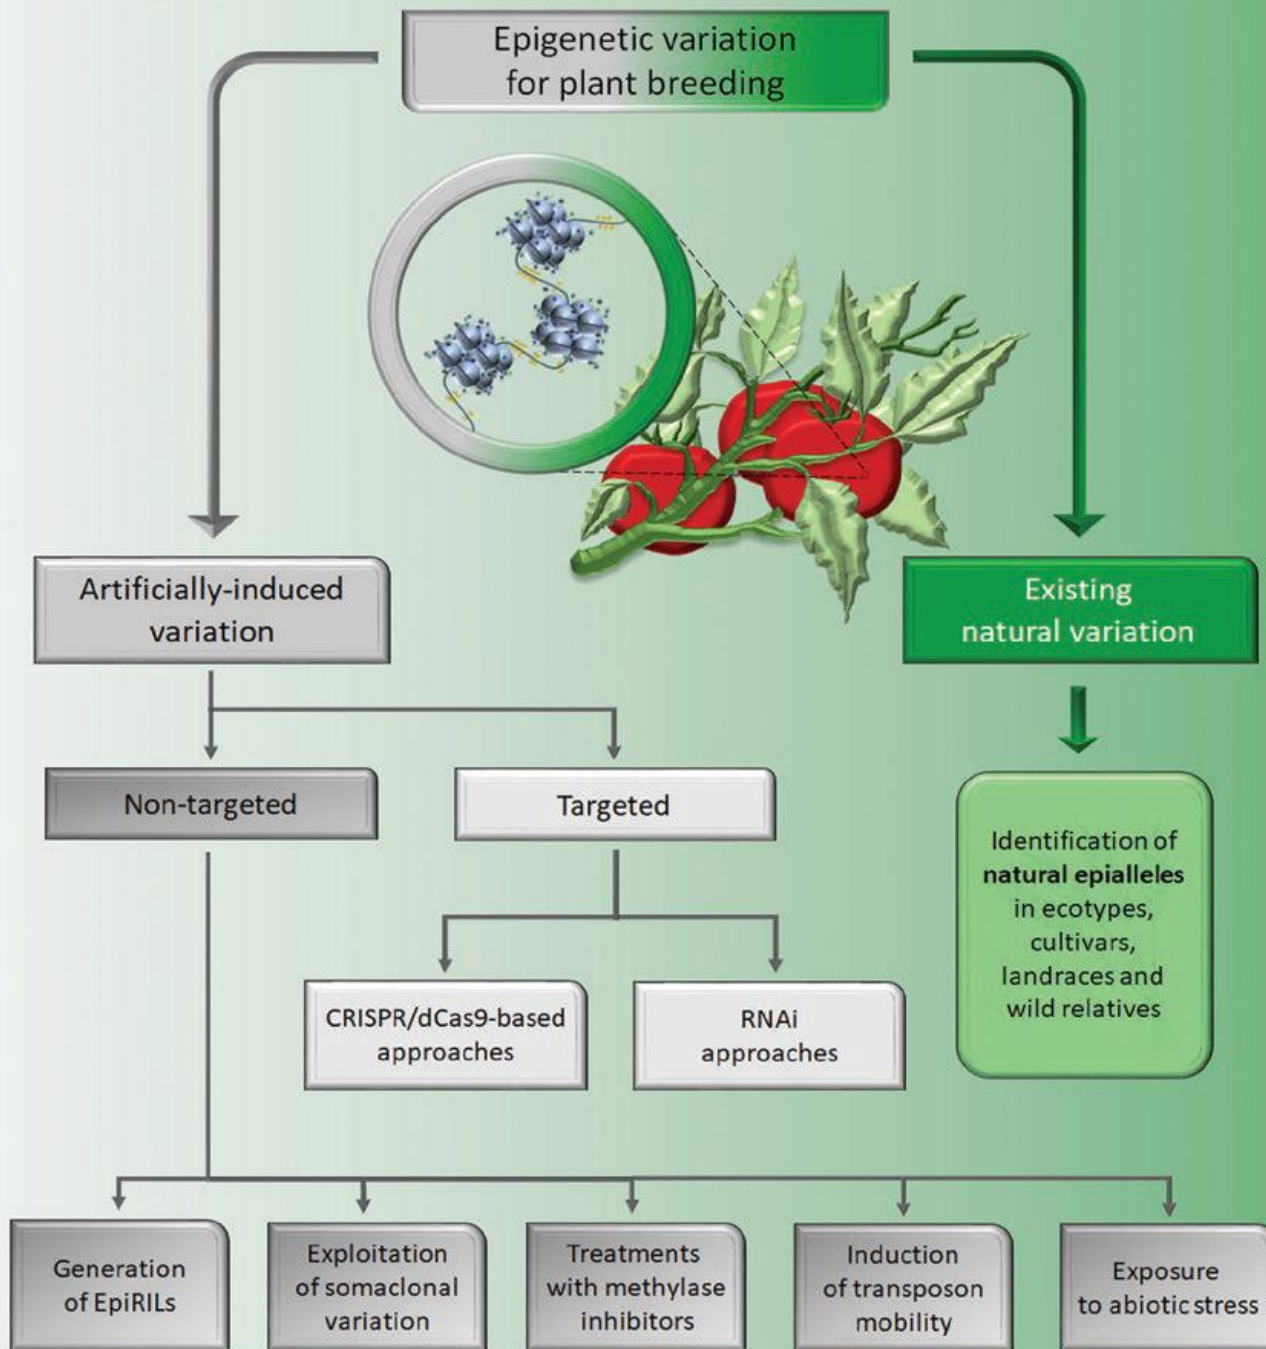 Epigenetic variation
for plant breeding
Artificially-induced
variation
Existing
natural variation
Non-targeted
Targeted
Identification of
natural epialleles
in ecotypes,
cultivars,
landraces and
wild relatives
CRISPR/dCas9-based
approaches
RNAi
approaches
Generation
of EpiRILs
Exploitation
of somaclonal
variation
Treatments
with methylase
inhibitors
Induction
of transposon
mobility
Exposure
to abiotic stress